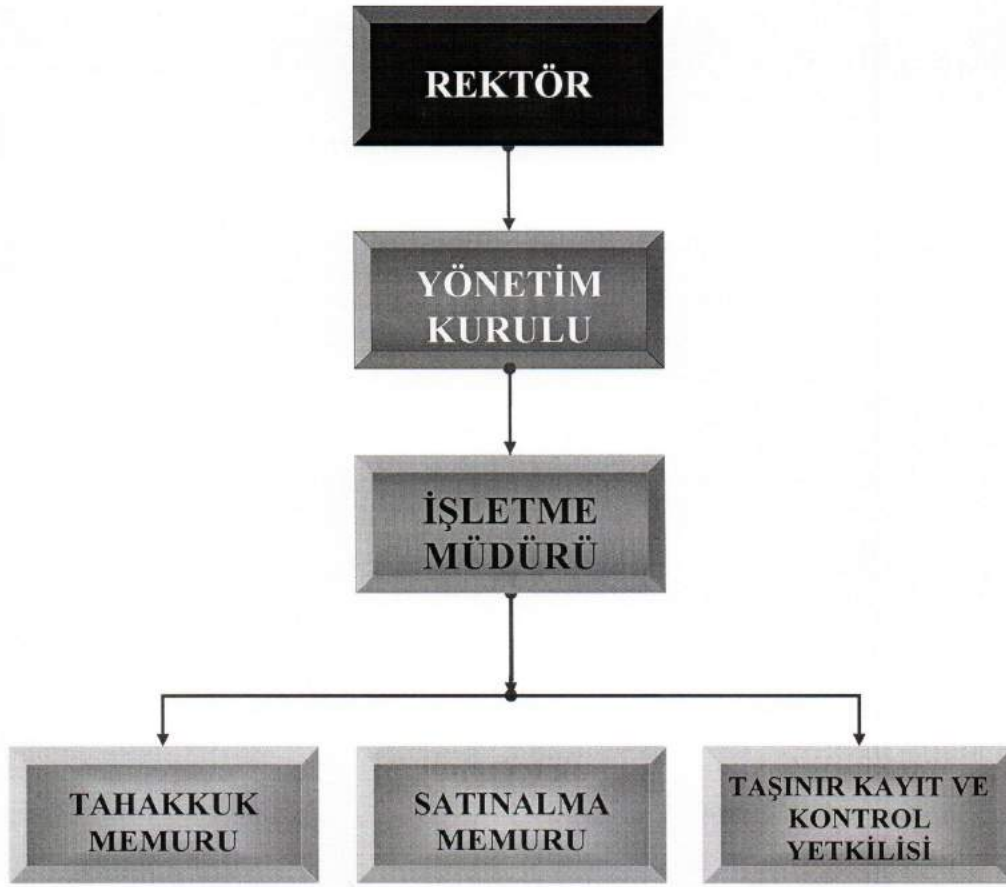 REKTÖR
YÖNETİM
KURULU
İŞLETME
MÜDÜRÜ
TAHAKKUK
MEMURU
SATINALMA
MEMURU
TAŞINIR KAYIT VE
KONTROL
YETKİLİSİ